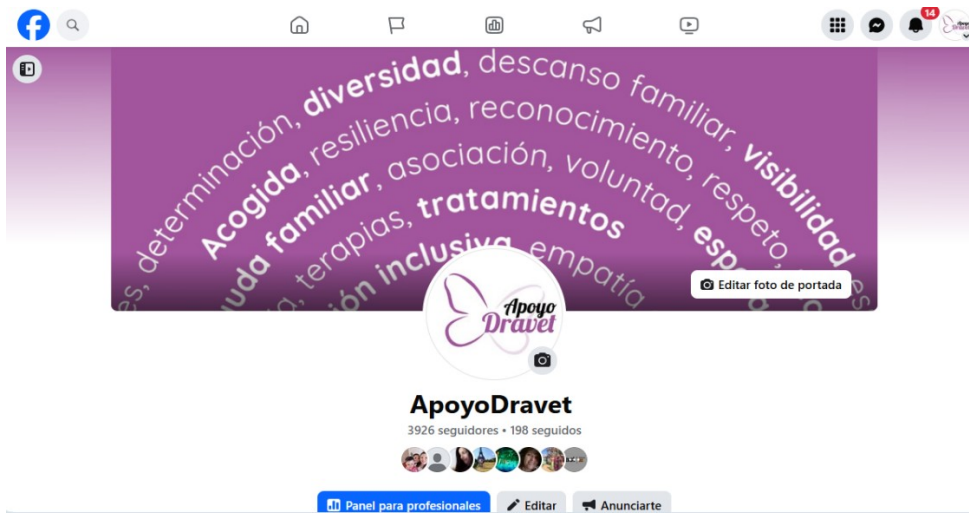 14
determinación, diversidad, descanso familiar, visibilidad
Acogida, resiliencia, reconocimiento, respeto,
familiar, asociación, voluntad,
terapias, tratamientos
inclusiva, empatía
Editar foto de portada
Apoyo
Dravet
ApoyoDravet
3926 seguidores • 198 seguidos
Panel para profesionales
Editar
Anunciarte